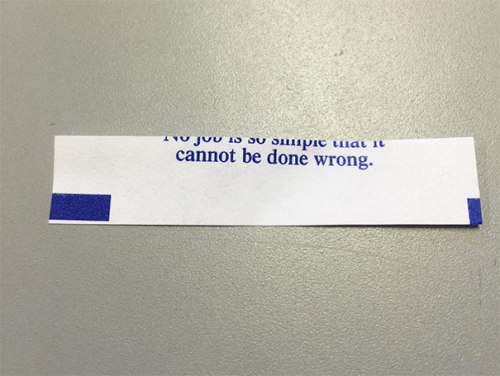 No job is so simple that it
cannot be done wrong.